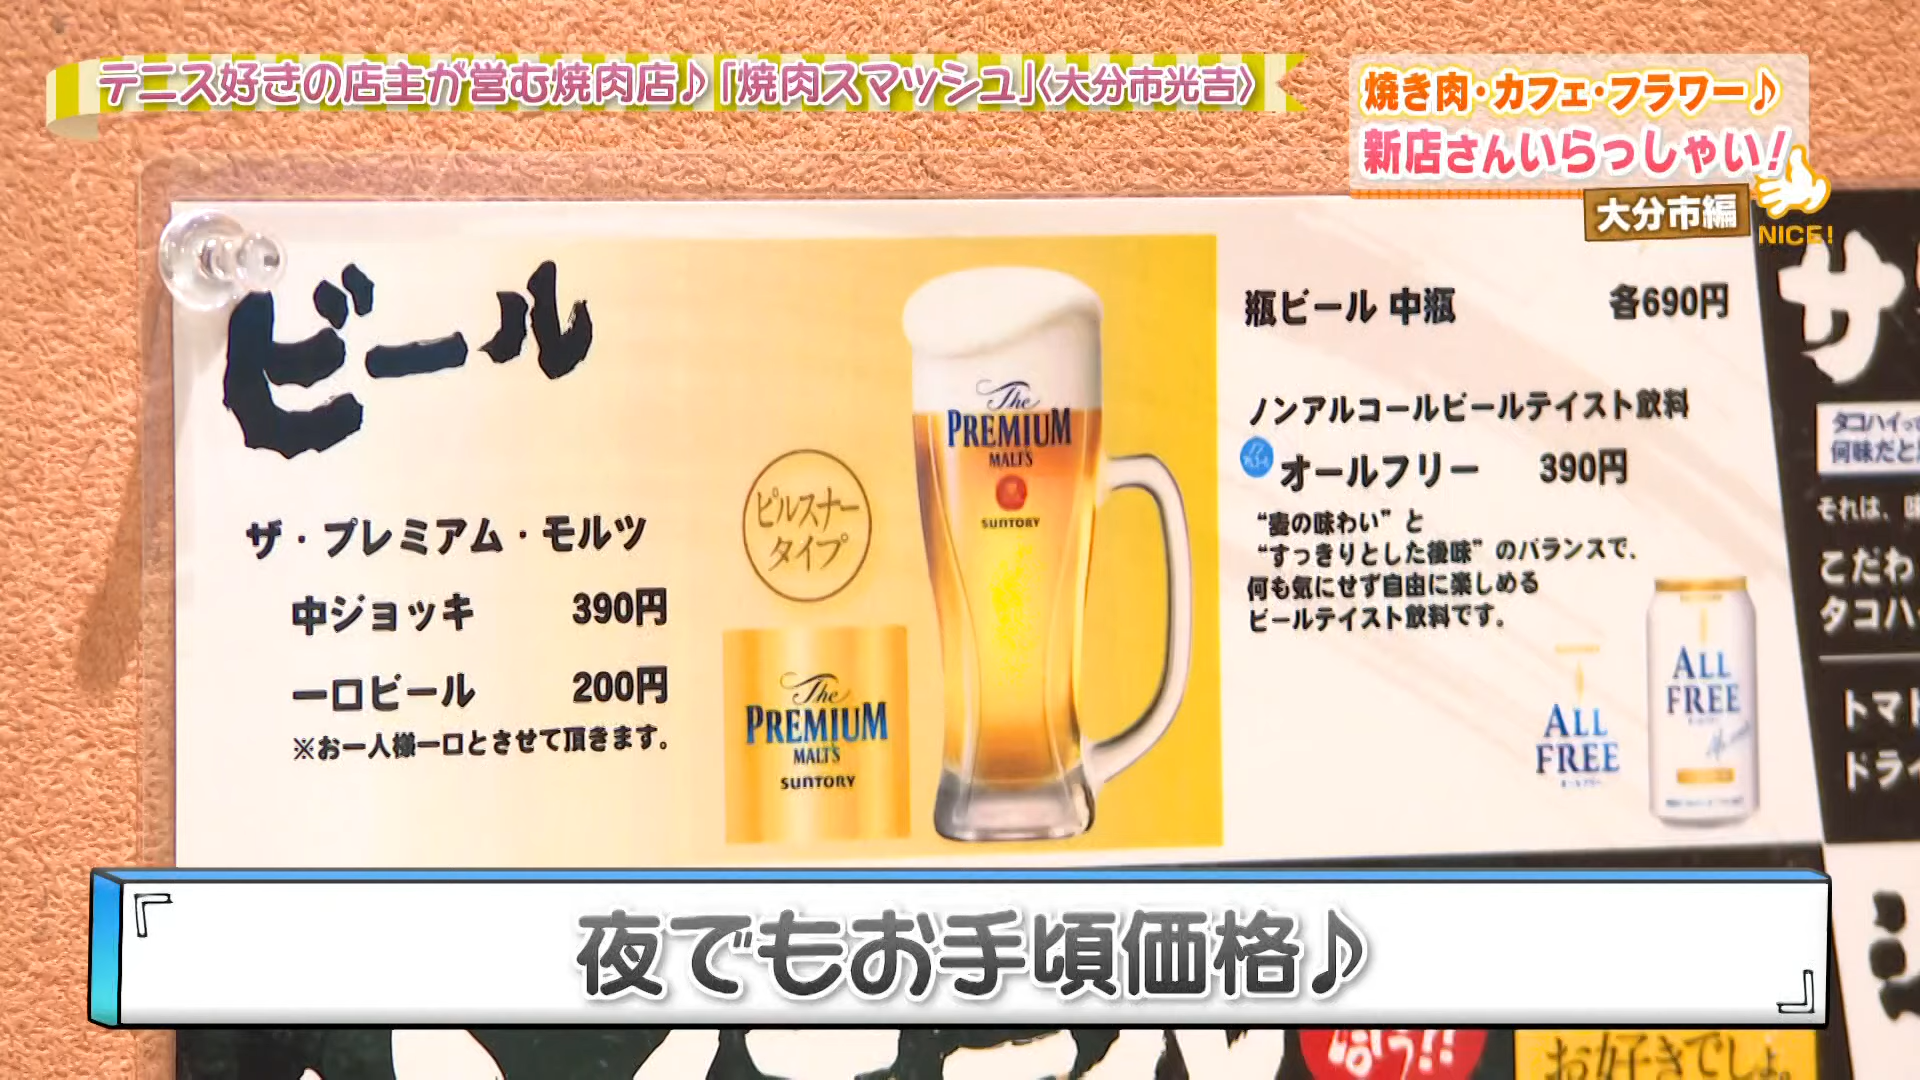 テニス好きの店主が営む焼肉店♪「焼肉スマッシュ」〈大分市光吉〉
焼き肉・カフェ・フラワー♪
新店さんいらっしゃい!
大分市編
NICE!
ビール
ザ・プレミアム・モルツ
中ジョッキ 390円
一口ビール 200円
※お一人様一口とさせて頂きます。
ピルスナー
タイプ
The
PREMIUM
MALT'S
SUNTORY
The
PREMIUM
MALT'S
SUNTORY
瓶ビール 中瓶 各690円
ノンアルコールビールテイスト飲料
オールフリー 390円
“麦の味わい”と
“すっきりとした後味”のバランスで、
何も気にせず自由に楽しめる
ビールテイスト飲料です。
ALL
FREE
ALL
FREE
サ
タコハイって
何味だと
それは、
こだわ
タコハ
トマト
ドライ
『夜でもお手頃価格♪』
お好きでしょ。